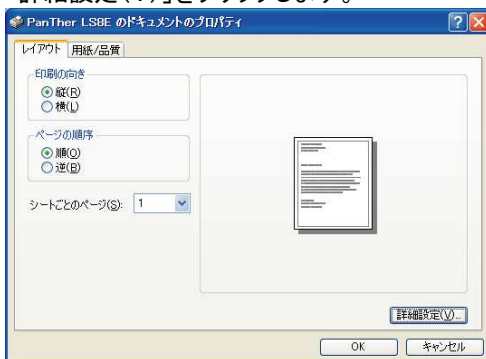 詳細設定(V)」をクリックします。
PanTher LS8E のドキュメントのプロパティ
レイアウト 用紙/品質
印刷の向き
縦(R)
横(L)
ページの順序
順(O)
逆(B)
シートごとのページ(S): 1
詳細設定(V)...
OK キャンセル